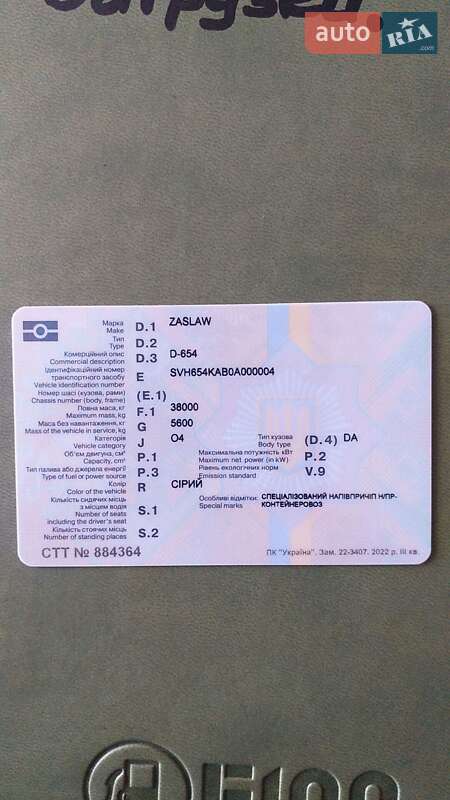 Загрузел.
auto RIA .com
Марка
Make D.1 ZASLAW
Тип
Type D.2
Комерційний опис
Commercial description D.3 D-654
Ідентифікаційний номер
транспортного засобу E SVH654KAB0A000004
Vehicle identification number
Номер шасі (кузова, рами) (E.1)
Chassis number (body, frame)
Повна маса, кг F.1 38000
Maximum mass, kg
Маса без навантаження, кг G 5600
Mass of the vehicle in service, kg
Категорія J O4 Тип кузова (D.4) DA
Vehicle category Body type
Об'єм двигуна, см³ P.1 Максимальна потужність кВт P.2
Capacity, cm³ Maximum net power (in kW)
Тип палива або джерела енергії P.3 Рівень екологічних норм V.9
Type of fuel or power source Emission standard
Колір R СІРИЙ
Color of the vehicle
Кількість сидячих місць Особливі відмітки: СПЕЦІАЛІЗОВАНИЙ НАПІВПРИЧІП Н/ПР-
з місцем водія S.1 Special marks КОНТЕЙНЕРОВОЗ
Number of seats
including the driver's seat
Кількість стоячих місць S.2
Number of standing places
СТТ № 884364
ПК "Україна". Зам. 22-3407. 2022 р. III кв.
E100